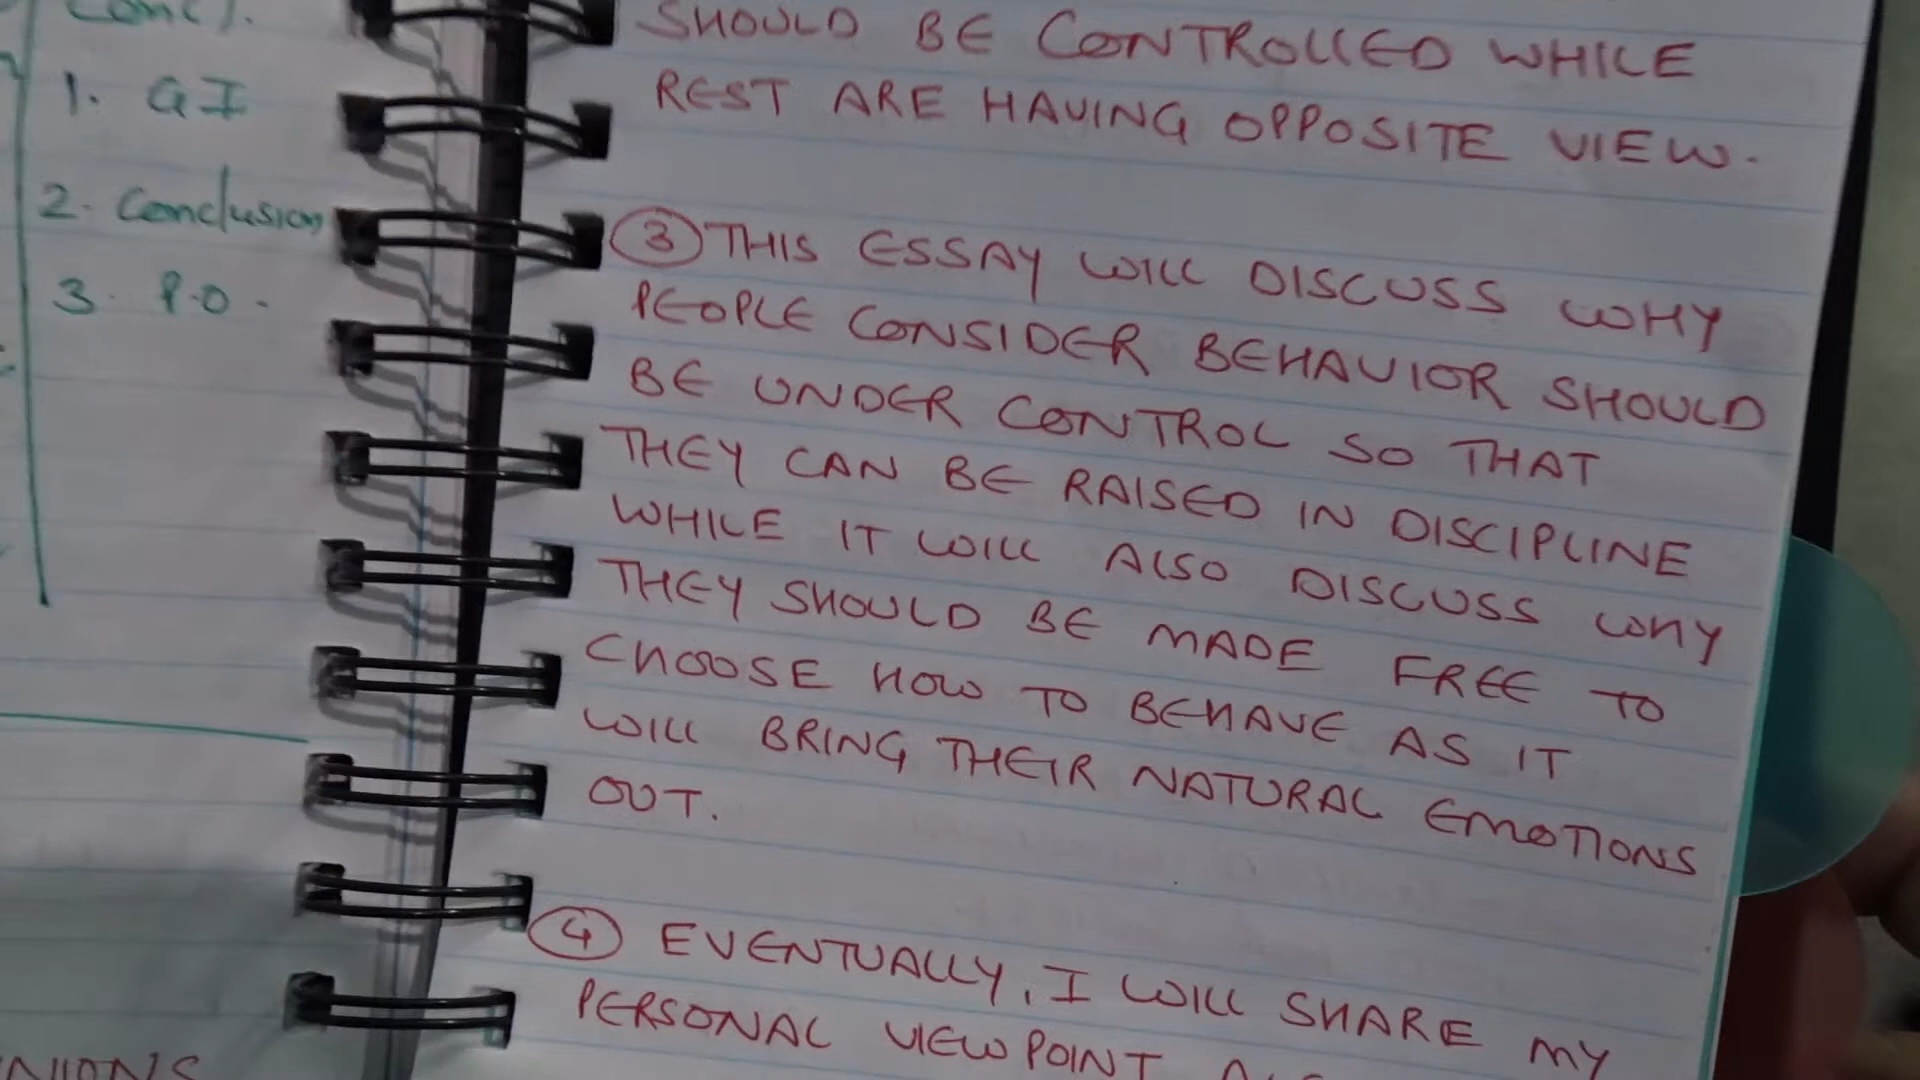 1. GI
2. Conclusion
3. P.O.
SHOULD BE CONTROLLED WHILE
REST ARE HAVING OPPOSITE VIEW.
3 THIS ESSAY WILL DISCUSS WHY
PEOPLE CONSIDER BEHAVIOR SHOULD
BE UNDER CONTROL SO THAT
THEY CAN BE RAISED IN DISCIPLINE
WHILE IT WILL ALSO DISCUSS WHY
THEY SHOULD BE MADE FREE TO
CHOOSE HOW TO BEHAVE AS IT
WILL BRING THEIR NATURAL EMOTIONS
OUT.
4 EVENTUALLY, I WILL SHARE MY
PERSONAL VIEWPOINT